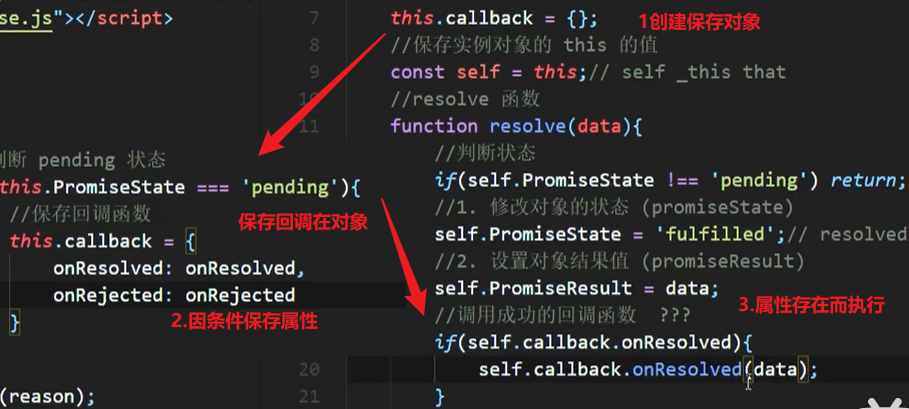 se.js"></script>
判断 pending 状态
this.PromiseState === 'pending'){
//保存回调函数
this.callback = {
onResolved: onResolved,
onRejected: onRejected
}
2.因条件保存属性
(reason);
保存回调在对象
7 this.callback = {}; 1创建保存对象
8 //保存实例对象的 this 的值
9 const self = this;// self _this that
10 //resolve 函数
11 function resolve(data){
//判断状态
if(self.PromiseState !== 'pending') return;
//1. 修改对象的状态 (promiseState)
self.PromiseState = 'fulfilled';// resolved
//2. 设置对象结果值 (promiseResult)
self.PromiseResult = data;
//调用成功的回调函数 ???
3.属性存在而执行
if(self.callback.onResolved){
20 self.callback.onResolved(data);
21 }